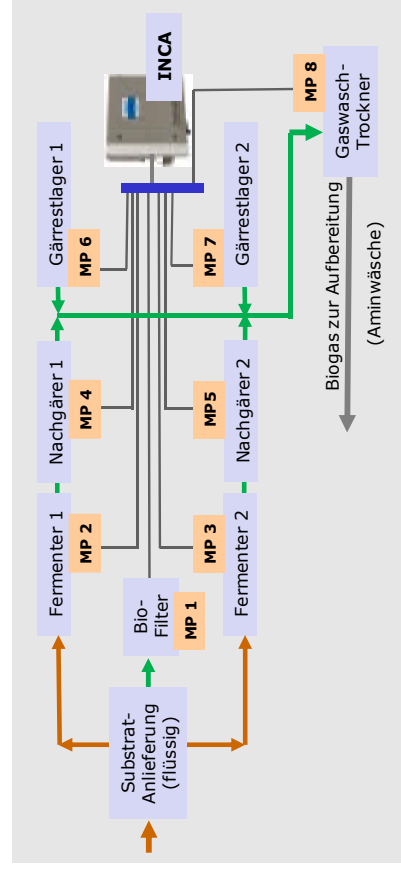 Substrat-
Anlieferung
(flüssig)
Bio-
Filter
MP 1
Fermenter 1
MP 2
Fermenter 2
MP 3
Nachgärer 1
MP 4
Nachgärer 2
MP5
Gärrestlager 1
MP 6
Gärrestlager 2
MP 7
INCA
MP 8
Gaswasch-
Trockner
Biogas zur Aufbereitung
(Aminwäsche)